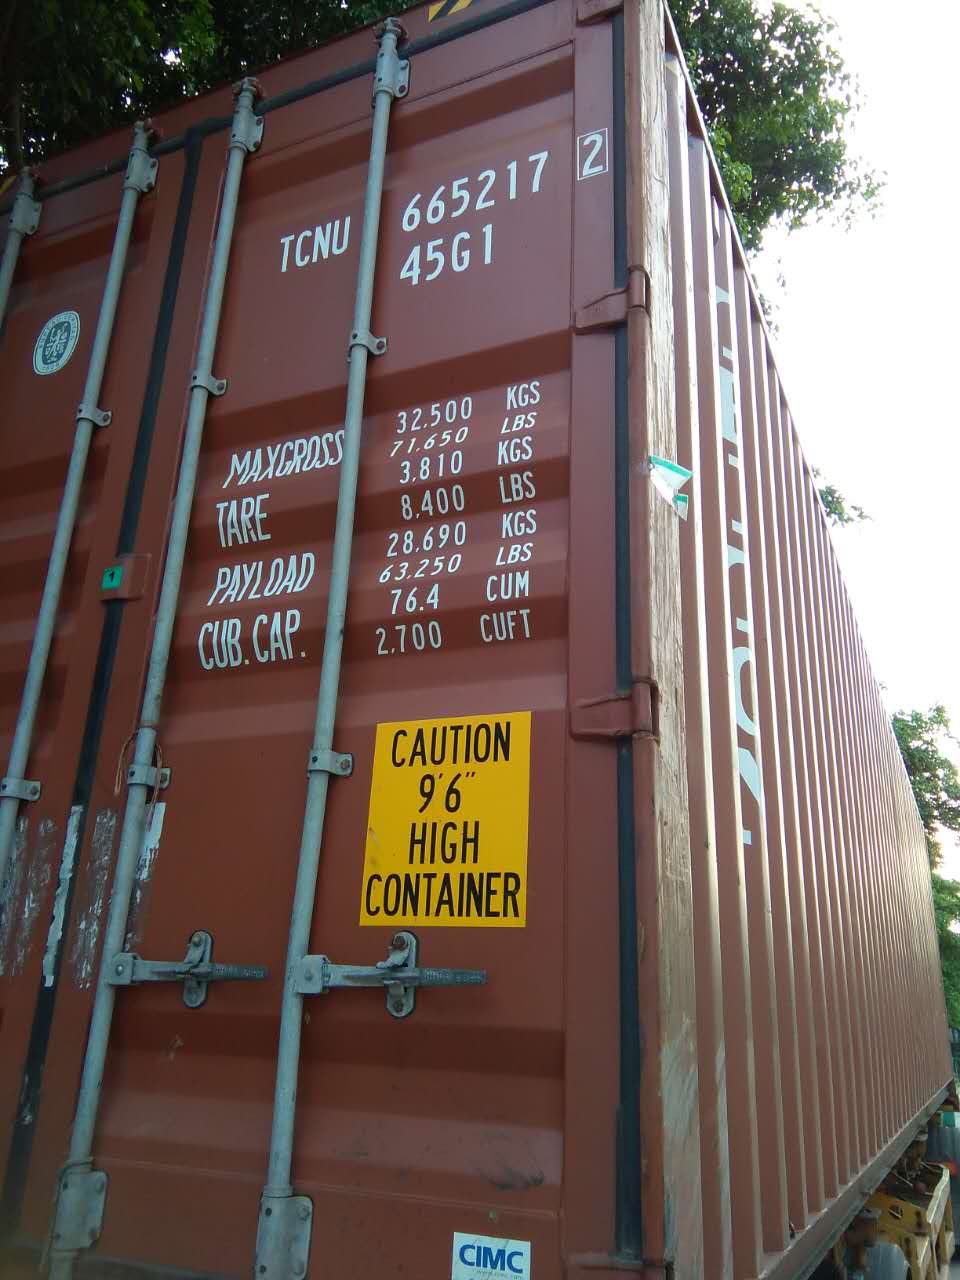 TCNU 665217 2
45G1
MAXGROSS 32,500 KGS
71,650 LBS
TARE 3,810 KGS
8,400 LBS
PAYLOAD 28,690 KGS
63,250 LBS
CUB. CAP. 76.4 CUM
2,700 CUFT
1
CAUTION
9'6"
HIGH
CONTAINER
CIMC